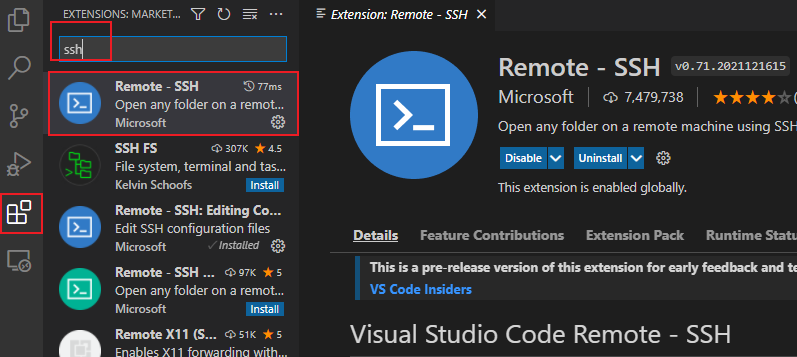 EXTENSIONS: MARKET...
Extension: Remote - SSH
ssh
Remote - SSH
77ms
Open any folder on a remot...
Microsoft
SSH FS
307K
4.5
File system, terminal and tas...
Kelvin Schoofs
Install
Remote - SSH: Editing Co...
Edit SSH configuration files
Microsoft
Installed
Remote - SSH ...
97K
5
Open any folder on a remot...
Microsoft
Install
Remote X11 (S...
51K
5
Enables X11 forwarding with...
Remote - SSH
v0.71.2021121615
Microsoft
7,479,738
Open any folder on a remote machine using SSH
Disable
Uninstall
This extension is enabled globally.
Details
Feature Contributions
Extension Pack
Runtime Statu
This is a pre-release version of this extension for early feedback and te
VS Code Insiders
Visual Studio Code Remote - SSH